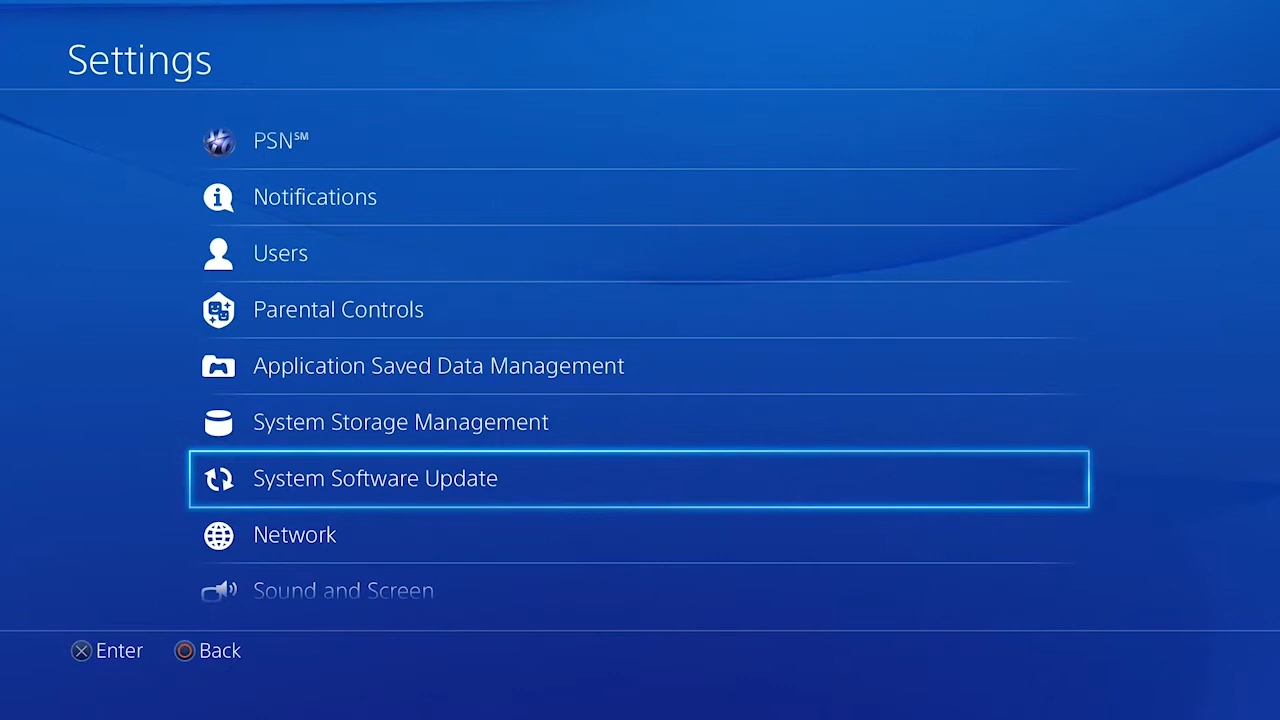 Settings
PSN℠
Notifications
Users
Parental Controls
Application Saved Data Management
System Storage Management
System Software Update
Network
Sound and Screen
Enter Back